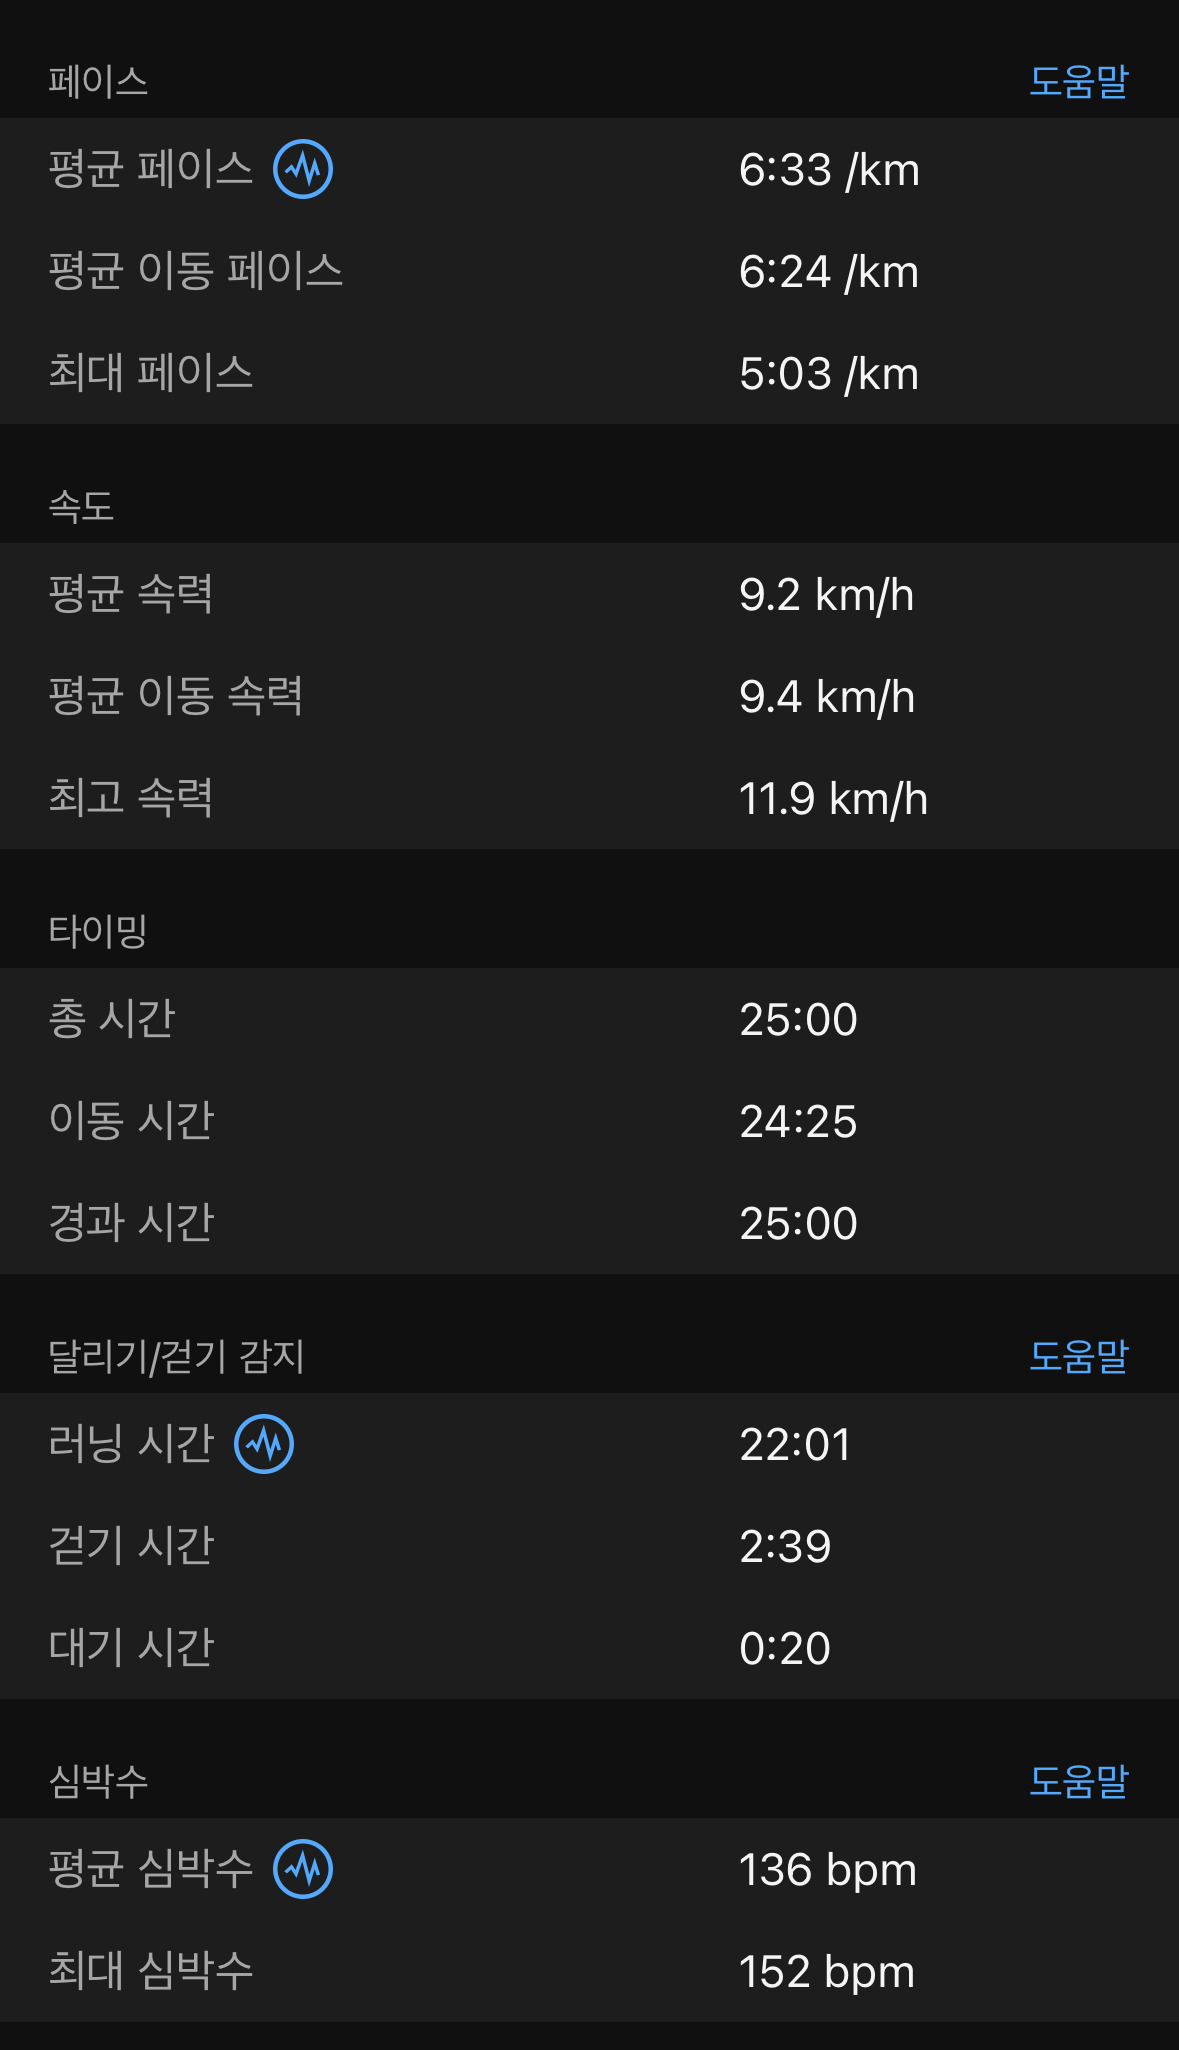 페이스 도움말
평균 페이스 6:33 /km
평균 이동 페이스 6:24 /km
최대 페이스 5:03 /km
속도
평균 속력 9.2 km/h
평균 이동 속력 9.4 km/h
최고 속력 11.9 km/h
타이밍
총 시간 25:00
이동 시간 24:25
경과 시간 25:00
달리기/걷기 감지 도움말
러닝 시간 22:01
걷기 시간 2:39
대기 시간 0:20
심박수 도움말
평균 심박수 136 bpm
최대 심박수 152 bpm